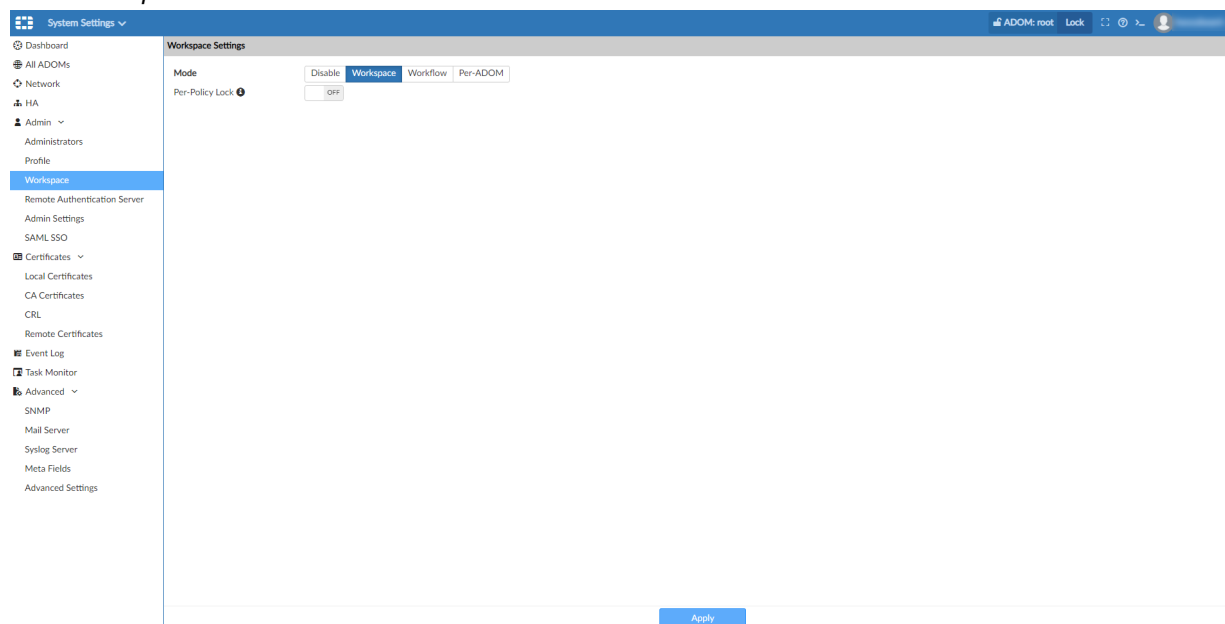 System Settings
ADOM: root Lock
Dashboard
All ADOMs
Network
HA
Admin
Administrators
Profile
Workspace
Remote Authentication Server
Admin Settings
SAML SSO
Certificates
Local Certificates
CA Certificates
CRL
Remote Certificates
Event Log
Task Monitor
Advanced
SNMP
Mail Server
Syslog Server
Meta Fields
Advanced Settings
Workspace Settings
Mode Disable Workspace Workflow Per-ADOM
Per-Policy Lock OFF
Apply